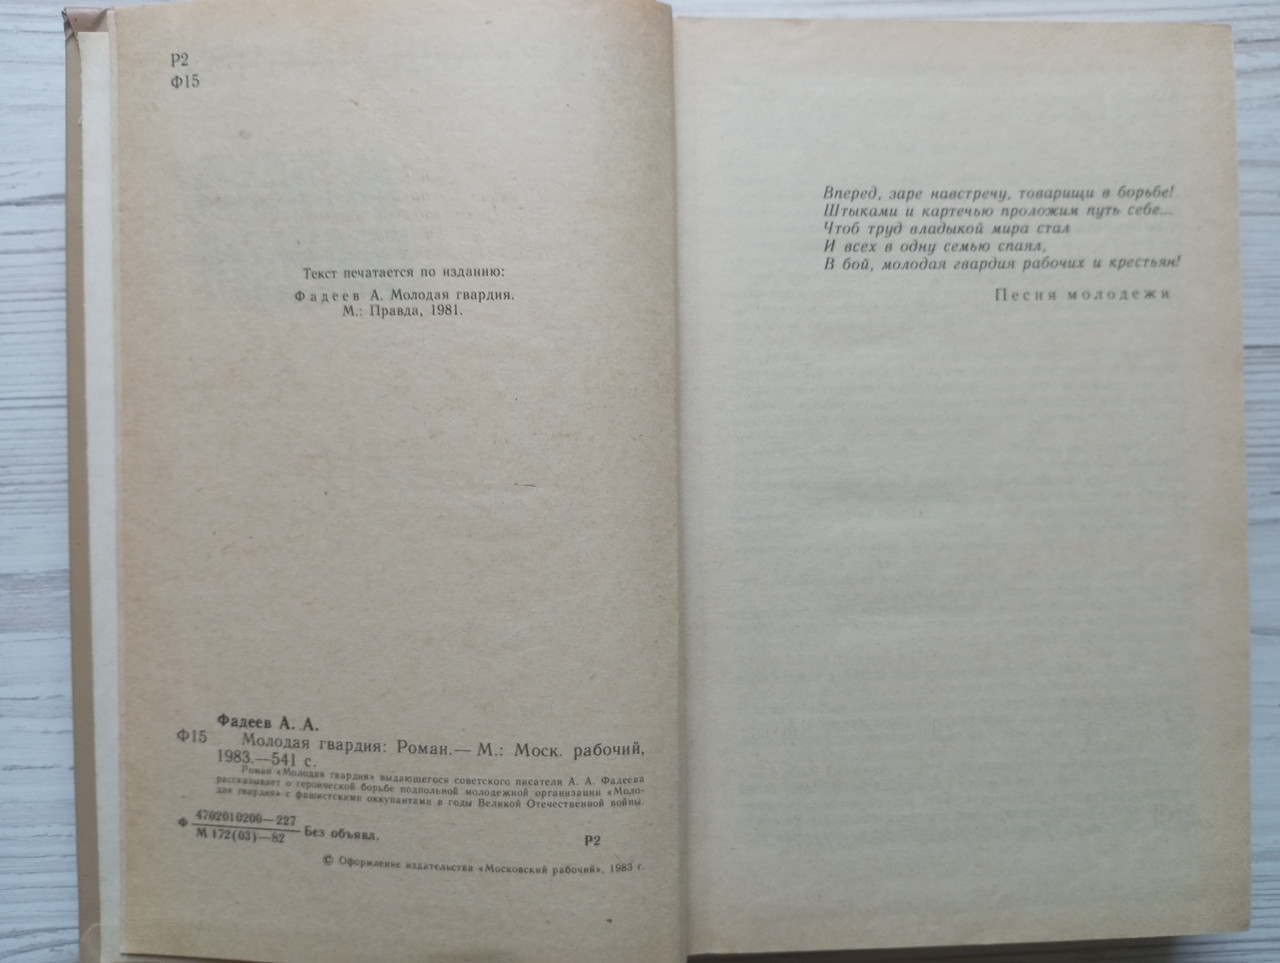 Р2
Ф15
Текст печатается по изданию:
Фадеев А. Молодая гвардия.
М.: Правда, 1981.
Фадеев А. А.
Ф15 Молодая гвардия: Роман.— М.: Моск. рабочий,
1983.—541 с.
Роман «Молодая гвардия» выдающегося советского писателя А. А. Фадеева
рассказывает о героической борьбе подпольной молодежной организации «Моло-
дая гвардия» с фашистскими оккупантами в годы Великой Отечественной войны.
Ф 4702010200—227
М 172(03)—82 Без объявл.
Р2
© Оформление издательства «Московский рабочий», 1983 г.
Вперед, заре навстречу, товарищи в борьбе!
Штыками и картечью проложим путь себе...
Чтоб труд владыкой мира стал
И всех в одну семью спаял,
В бой, молодая гвардия рабочих и крестьян!
Песня молодежи